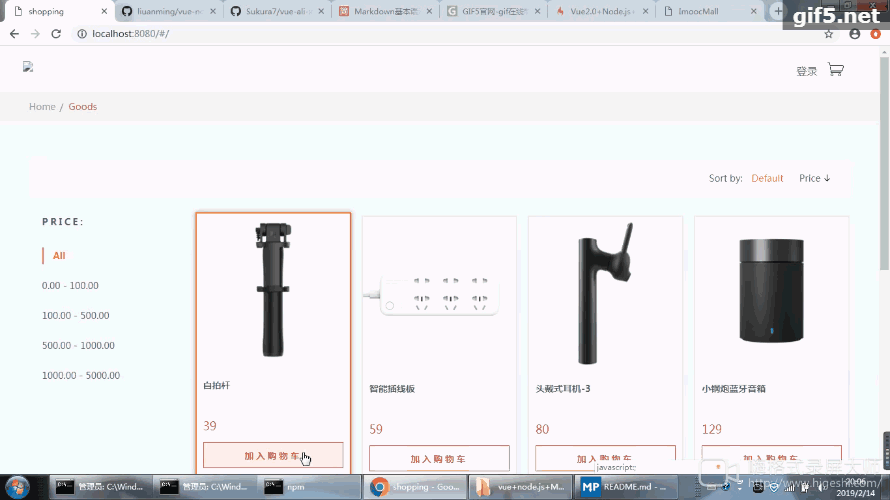 shopping
liuanming/vue-n
Sukura7/vue-ali-
Markdown基本语
GIF5官网-gif在线
Vue2.0+Node.js
ImoocMall
gif5.net
localhost:8080/#/
登录
Home / Goods
Sort by: Default Price ↓
PRICE:
All
0.00 - 100.00
100.00 - 500.00
500.00 - 1000.00
1000.00 - 5000.00
自拍杆
39
加入购物车
智能插线板
59
加入购物车
头戴式耳机-3
80
加入购物车
小钢炮蓝牙音箱
129
加入购物车
javascript:;
管理员: C:\Wind...
管理员: C:\Wind...
npm
shopping - Goo...
vue+node.js+M...
README.md - ...
20:06
2019/2/14